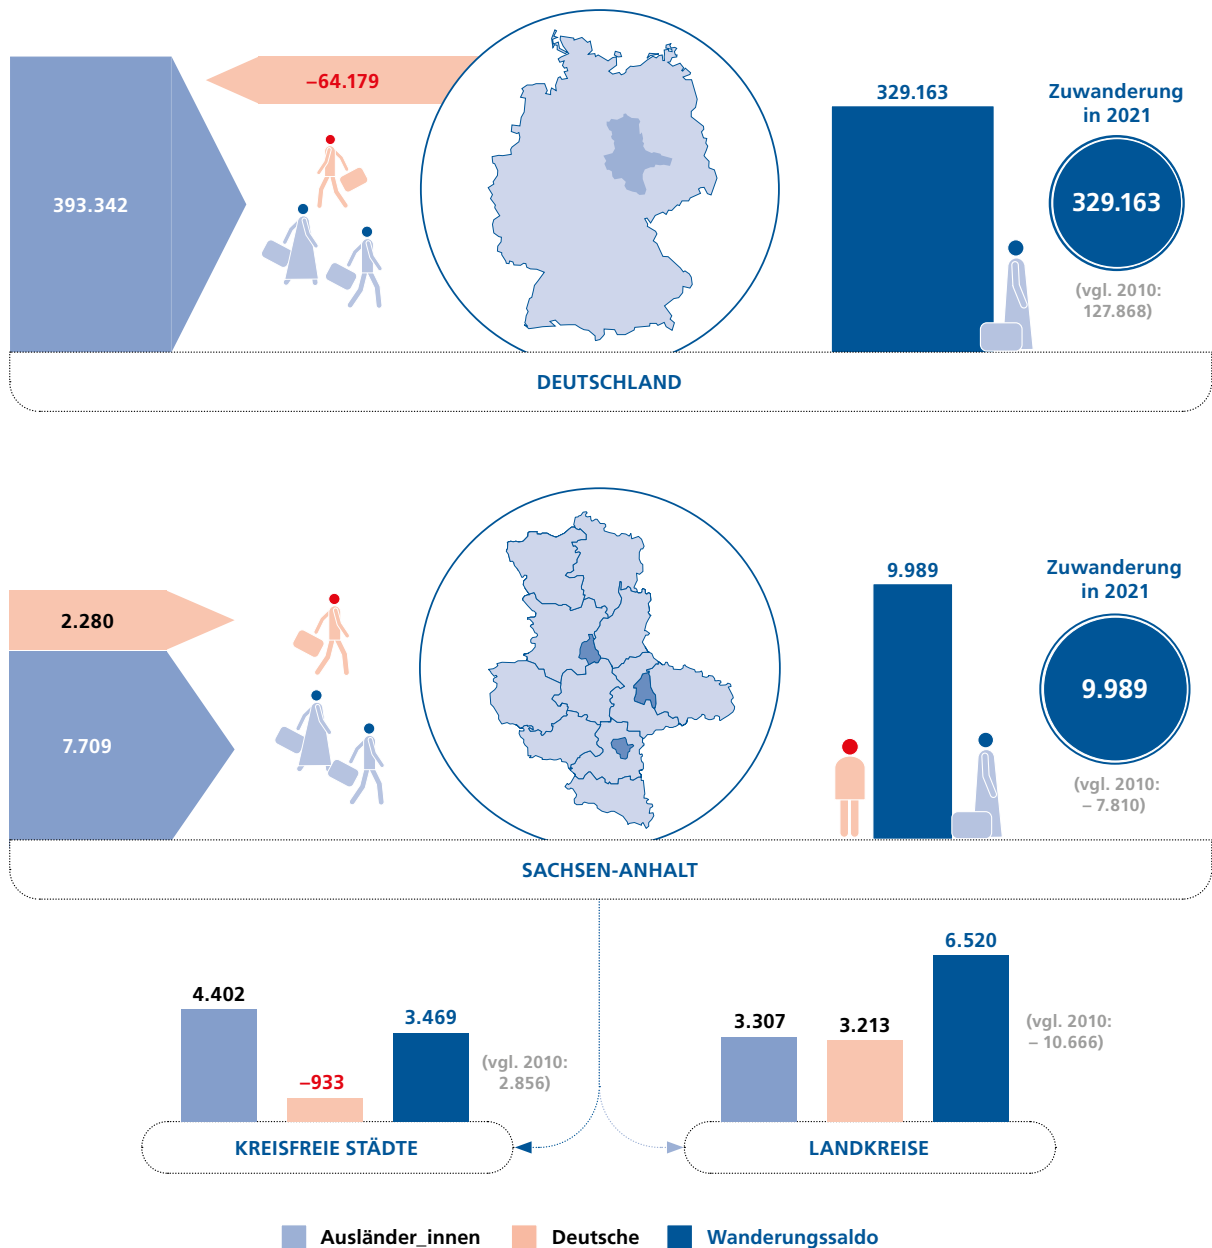 −64.179
393.342
329.163
Zuwanderung
in 2021
329.163
(vgl. 2010:
127.868)
DEUTSCHLAND
2.280
7.709
9.989
Zuwanderung
in 2021
9.989
(vgl. 2010:
− 7.810)
SACHSEN-ANHALT
4.402
−933
3.469
(vgl. 2010:
2.856)
KREISFREIE STÄDTE
3.307
3.213
6.520
(vgl. 2010:
− 10.666)
LANDKREISE
Ausländer_innen
Deutsche
Wanderungssaldo